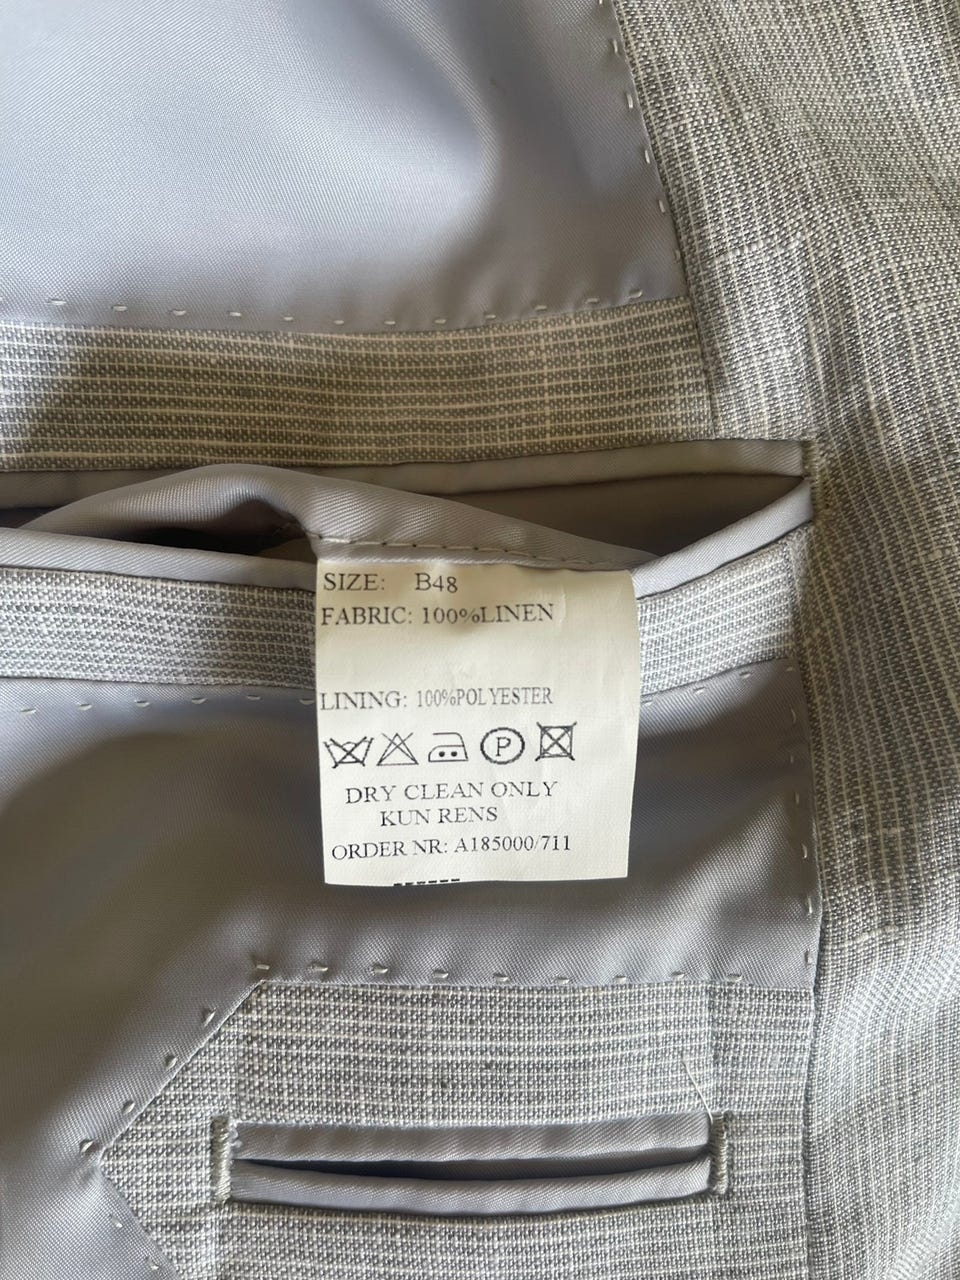 SIZE: B48
FABRIC: 100%LINEN
LINING: 100%POLYESTER
P
DRY CLEAN ONLY
KUN RENS
ORDER NR: A185000/711